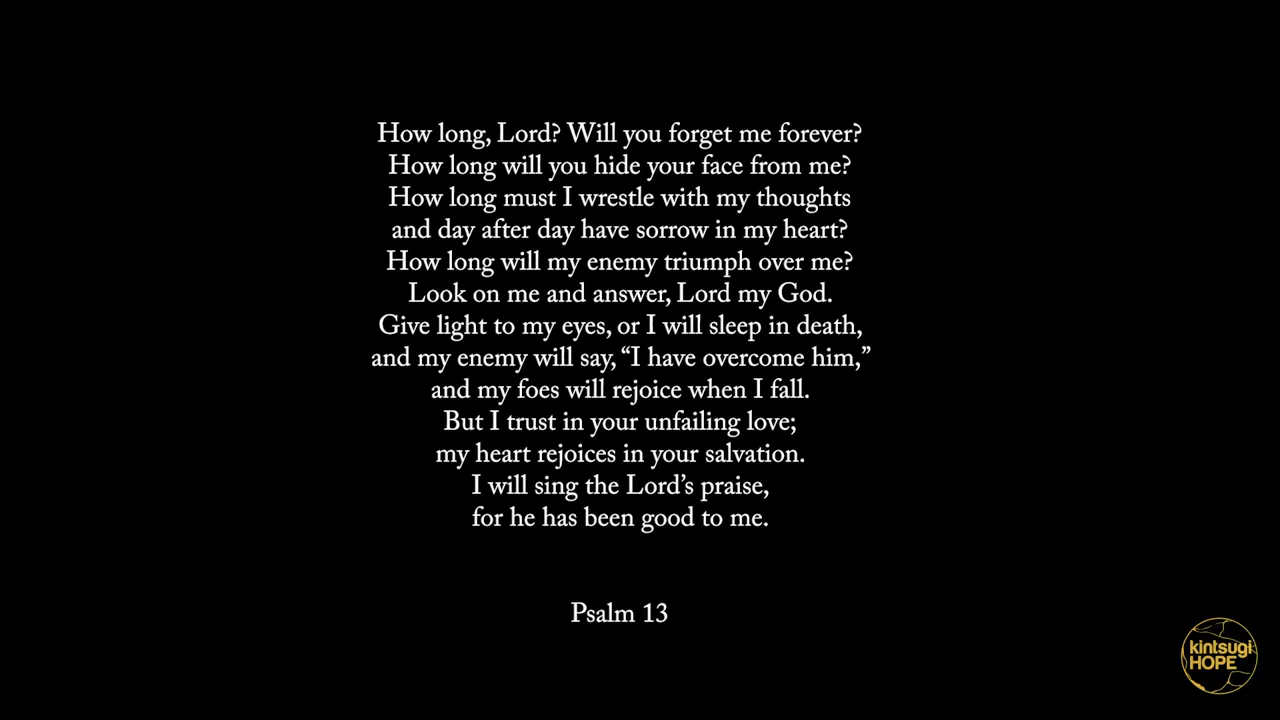 How long, Lord? Will you forget me forever?
How long will you hide your face from me?
How long must I wrestle with my thoughts
and day after day have sorrow in my heart?
How long will my enemy triumph over me?
Look on me and answer, Lord my God.
Give light to my eyes, or I will sleep in death,
and my enemy will say, “I have overcome him,”
and my foes will rejoice when I fall.
But I trust in your unfailing love;
my heart rejoices in your salvation.
I will sing the Lord’s praise,
for he has been good to me.
Psalm 13
kintsugi
HOPE